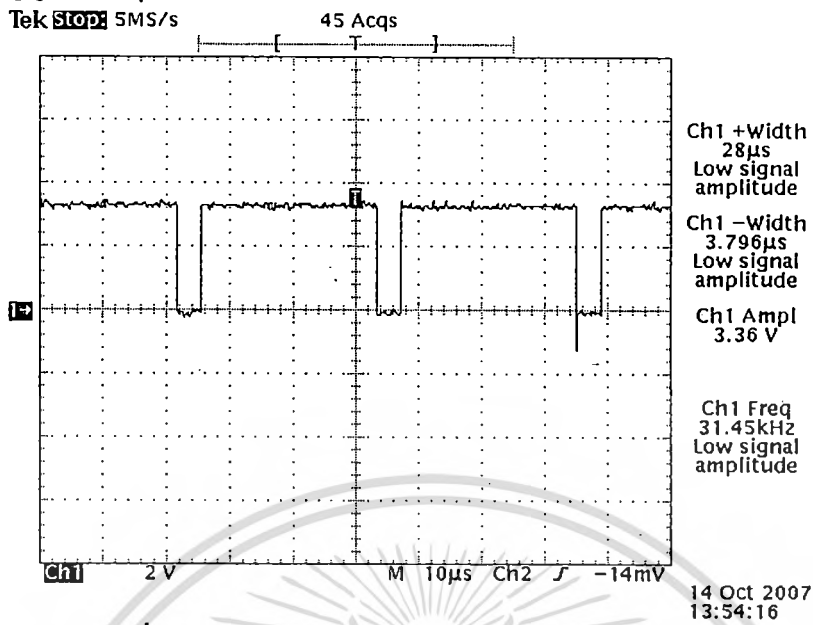 Tek Stop: 5MS/s 45 Acqs
T
Ch1 +Width
28µs
Low signal
amplitude
Ch1 −Width
3.796µs
Low signal
amplitude
1→
Ch1 Ampl
3.36 V
Ch1 Freq
31.45kHz
Low signal
amplitude
Ch1 2 V M 10µs Ch2 −14mV
14 Oct 2007
13:54:16